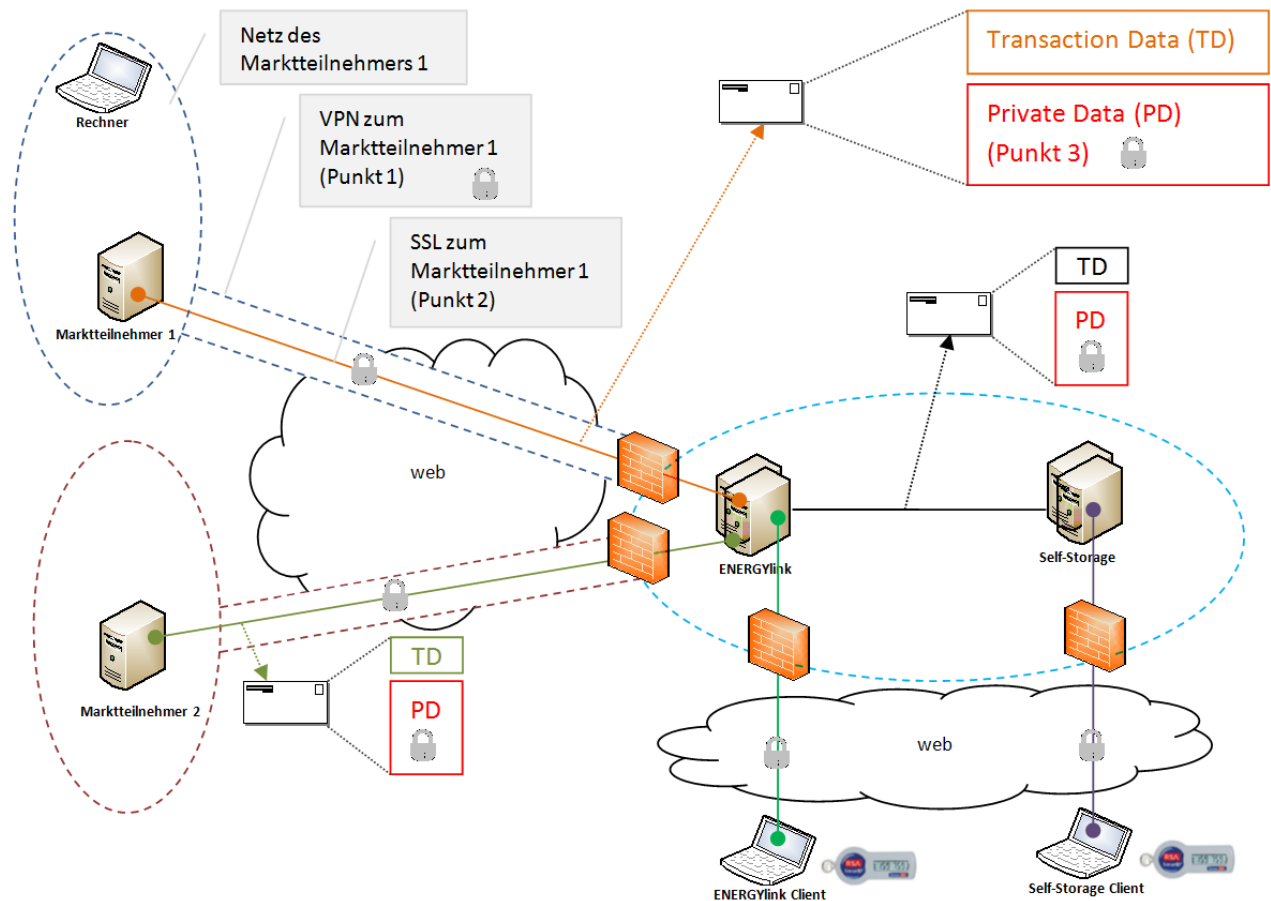 Netz des
Marktteilnehmers 1
VPN zum
Marktteilnehmer 1
(Punkt 1)
SSL zum
Marktteilnehmer 1
(Punkt 2)
Rechner
Marktteilnehmer 1
Transaction Data (TD)
Private Data (PD)
(Punkt 3)
TD
PD
web
ENERGYlink
Self-Storage
Marktteilnehmer 2
TD
PD
web
ENERGYlink Client
RSA
Self-Storage Client
RSA